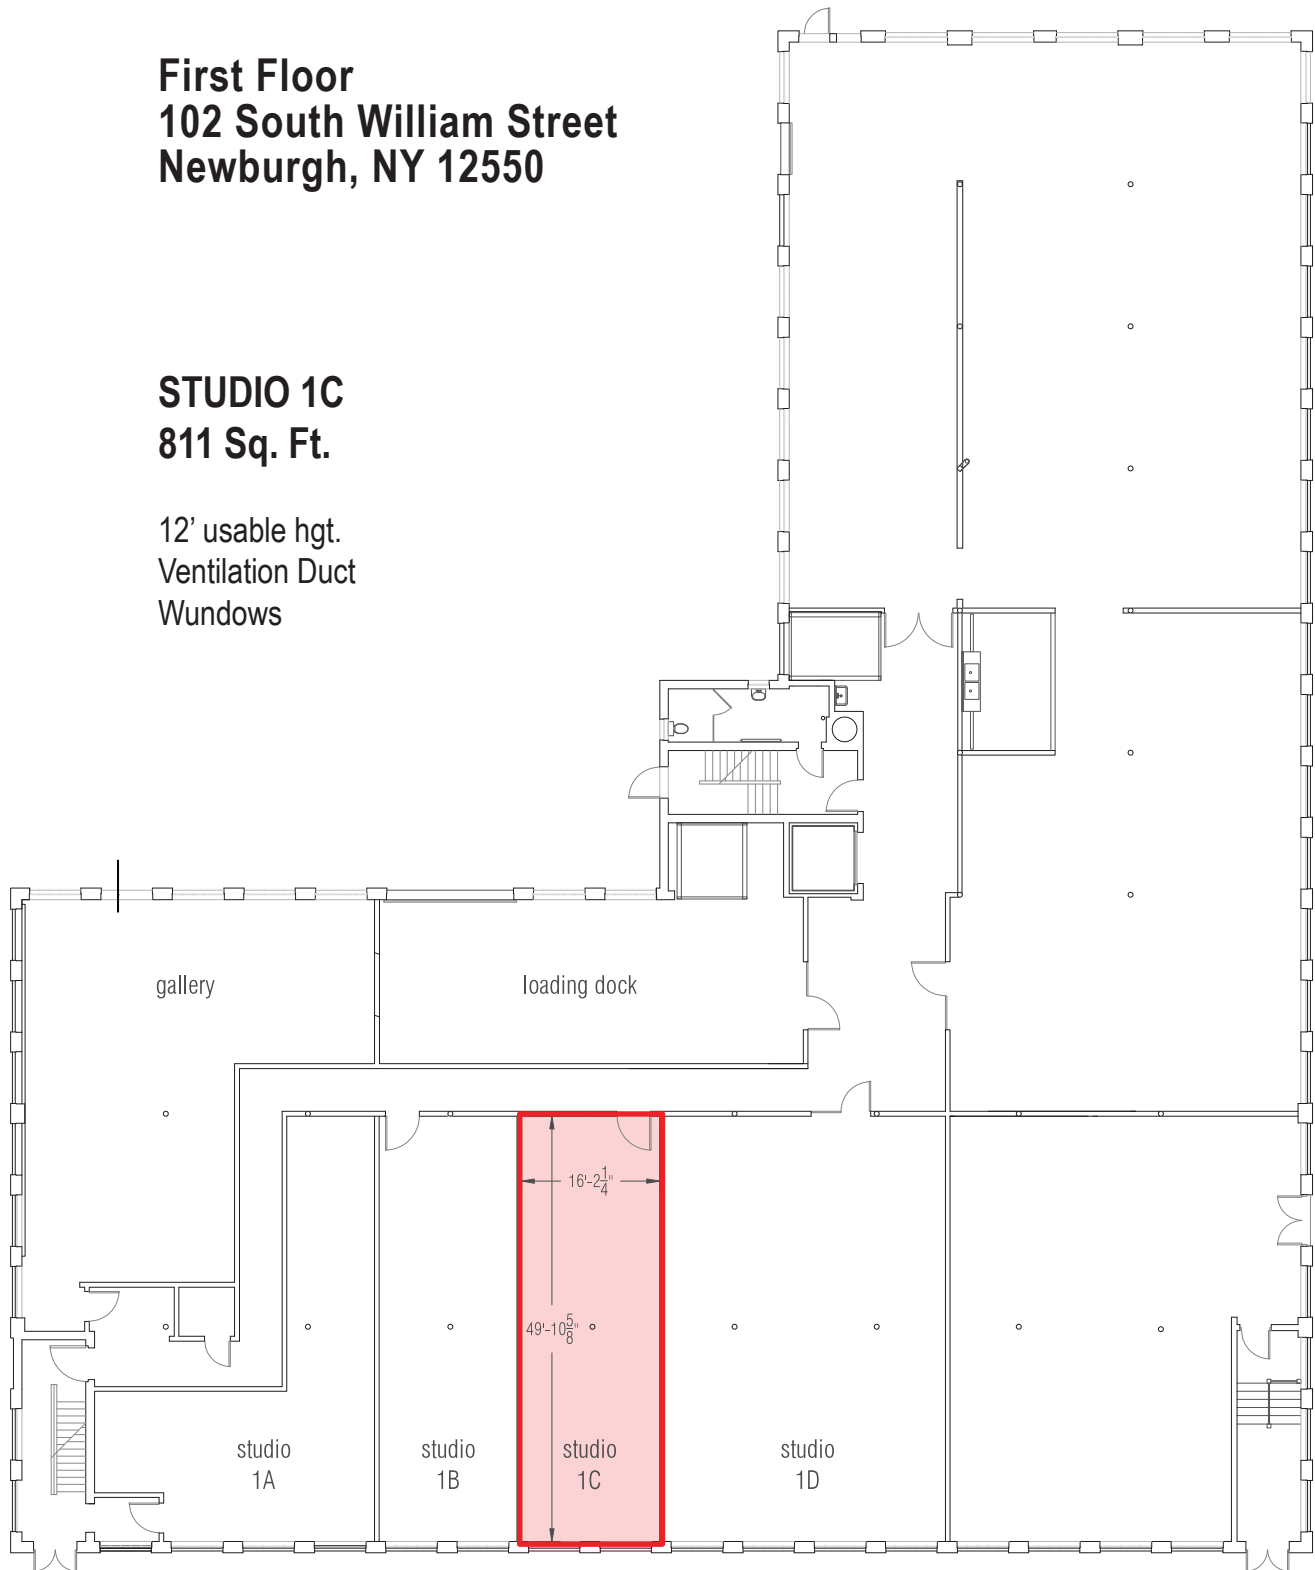 First Floor
102 South William Street
Newburgh, NY 12550
STUDIO 1C
811 Sq. Ft.
12’ usable hgt.
Ventilation Duct
Wundows
gallery
loading dock
16'-2 1/4"
49'-10 5/8"
studio
1A
studio
1B
studio
1C
studio
1D